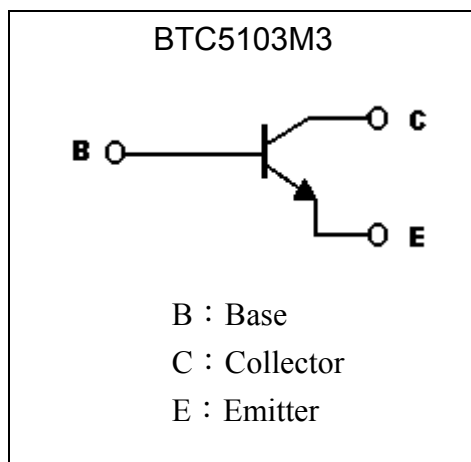 BTC5103M3
C
B
E
B：Base
C：Collector
E：Emitter